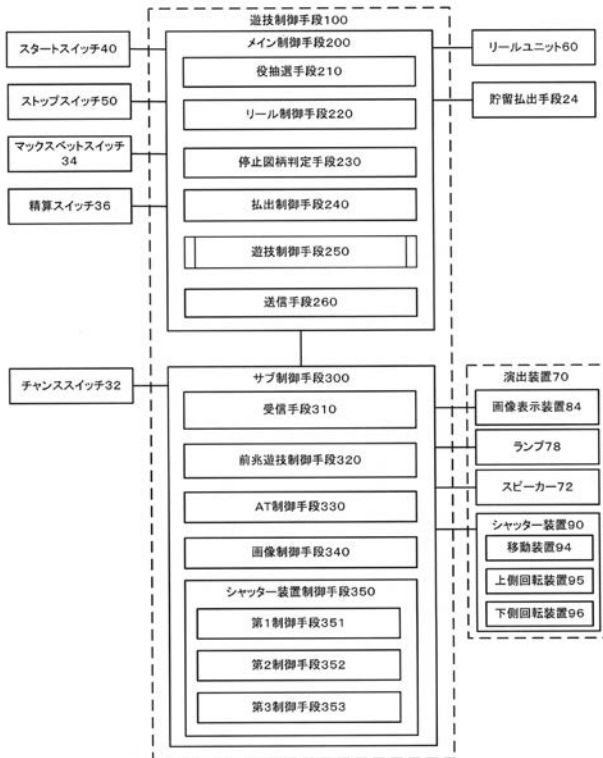 遊技制御手段100
スタートスイッチ40
ストップスイッチ50
マックスベットスイッチ
34
精算スイッチ36
メイン制御手段200
役抽選手段210
リール制御手段220
停止図柄判定手段230
払出制御手段240
遊技制御手段250
送信手段260
リールユニット60
貯留払出手段24
チャンススイッチ32
サブ制御手段300
受信手段310
前兆遊技制御手段320
AT制御手段330
画像制御手段340
シャッター装置制御手段350
第1制御手段351
第2制御手段352
第3制御手段353
演出装置70
画像表示装置84
ランプ78
スピーカー72
シャッター装置90
移動装置94
上側回転装置95
下側回転装置96